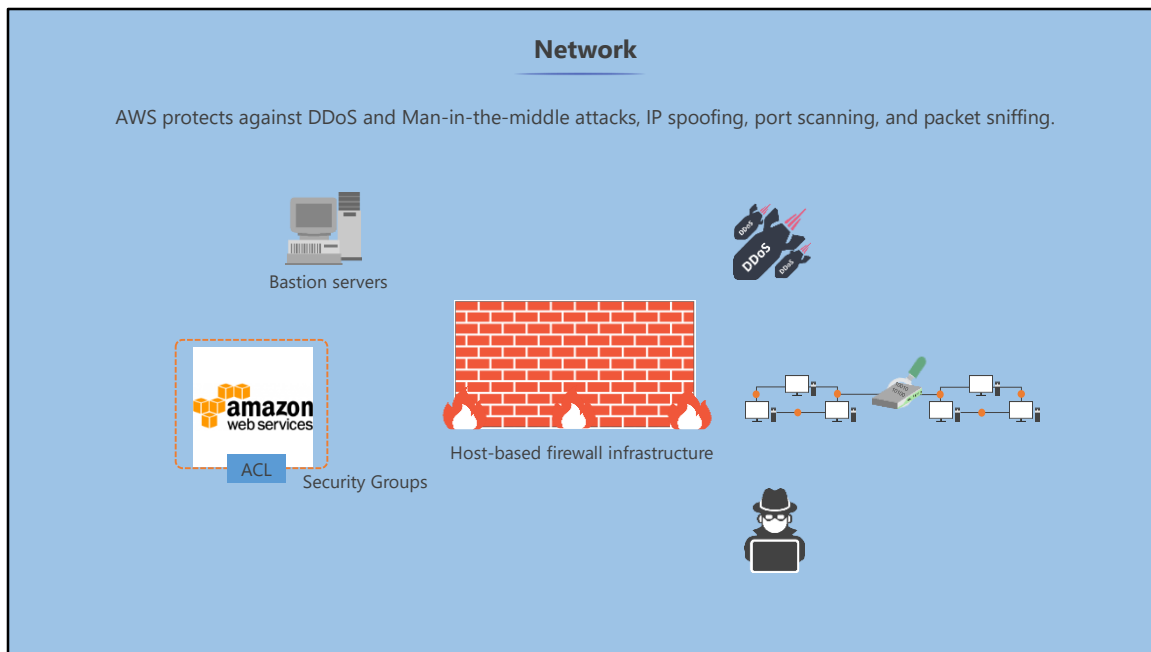 Network
AWS protects against DDoS and Man-in-the-middle attacks, IP spoofing, port scanning, and packet sniffing.
Bastion servers
DDoS
DDoS
DDoS
amazon
web services
ACL
Security Groups
Host-based firewall infrastructure